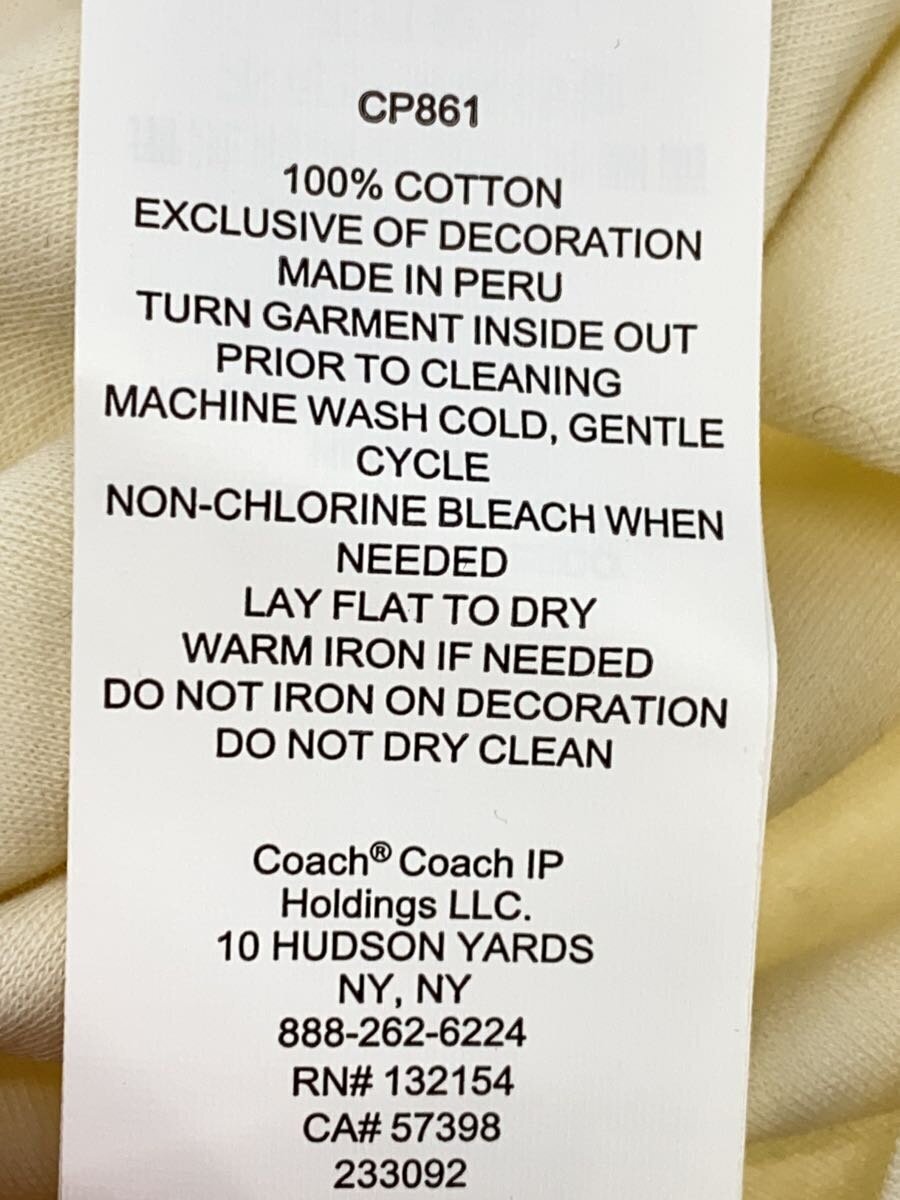 CP861
100% COTTON
EXCLUSIVE OF DECORATION
MADE IN PERU
TURN GARMENT INSIDE OUT
PRIOR TO CLEANING
MACHINE WASH COLD, GENTLE
CYCLE
NON-CHLORINE BLEACH WHEN
NEEDED
LAY FLAT TO DRY
WARM IRON IF NEEDED
DO NOT IRON ON DECORATION
DO NOT DRY CLEAN
Coach® Coach IP
Holdings LLC.
10 HUDSON YARDS
NY, NY
888-262-6224
RN# 132154
CA# 57398
233092